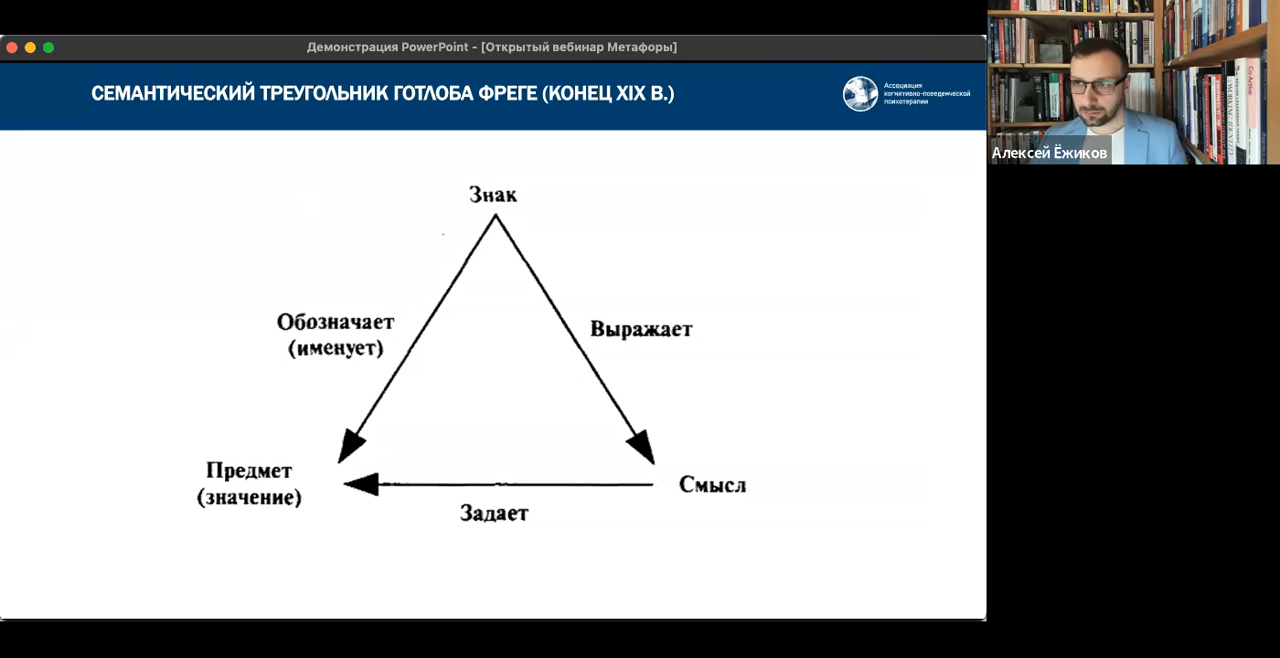 Демонстрация PowerPoint - [Открытый вебинар Метафоры]
СЕМАНТИЧЕСКИЙ ТРЕУГОЛЬНИК ГОТЛОБА ФРЕГЕ (КОНЕЦ XIX В.)
Ассоциация
когнитивно-поведенческой
психотерапии
Алексей Ёжиков
Знак
Обозначает
(именует)
Выражает
Предмет
(значение)
Смысл
Задает